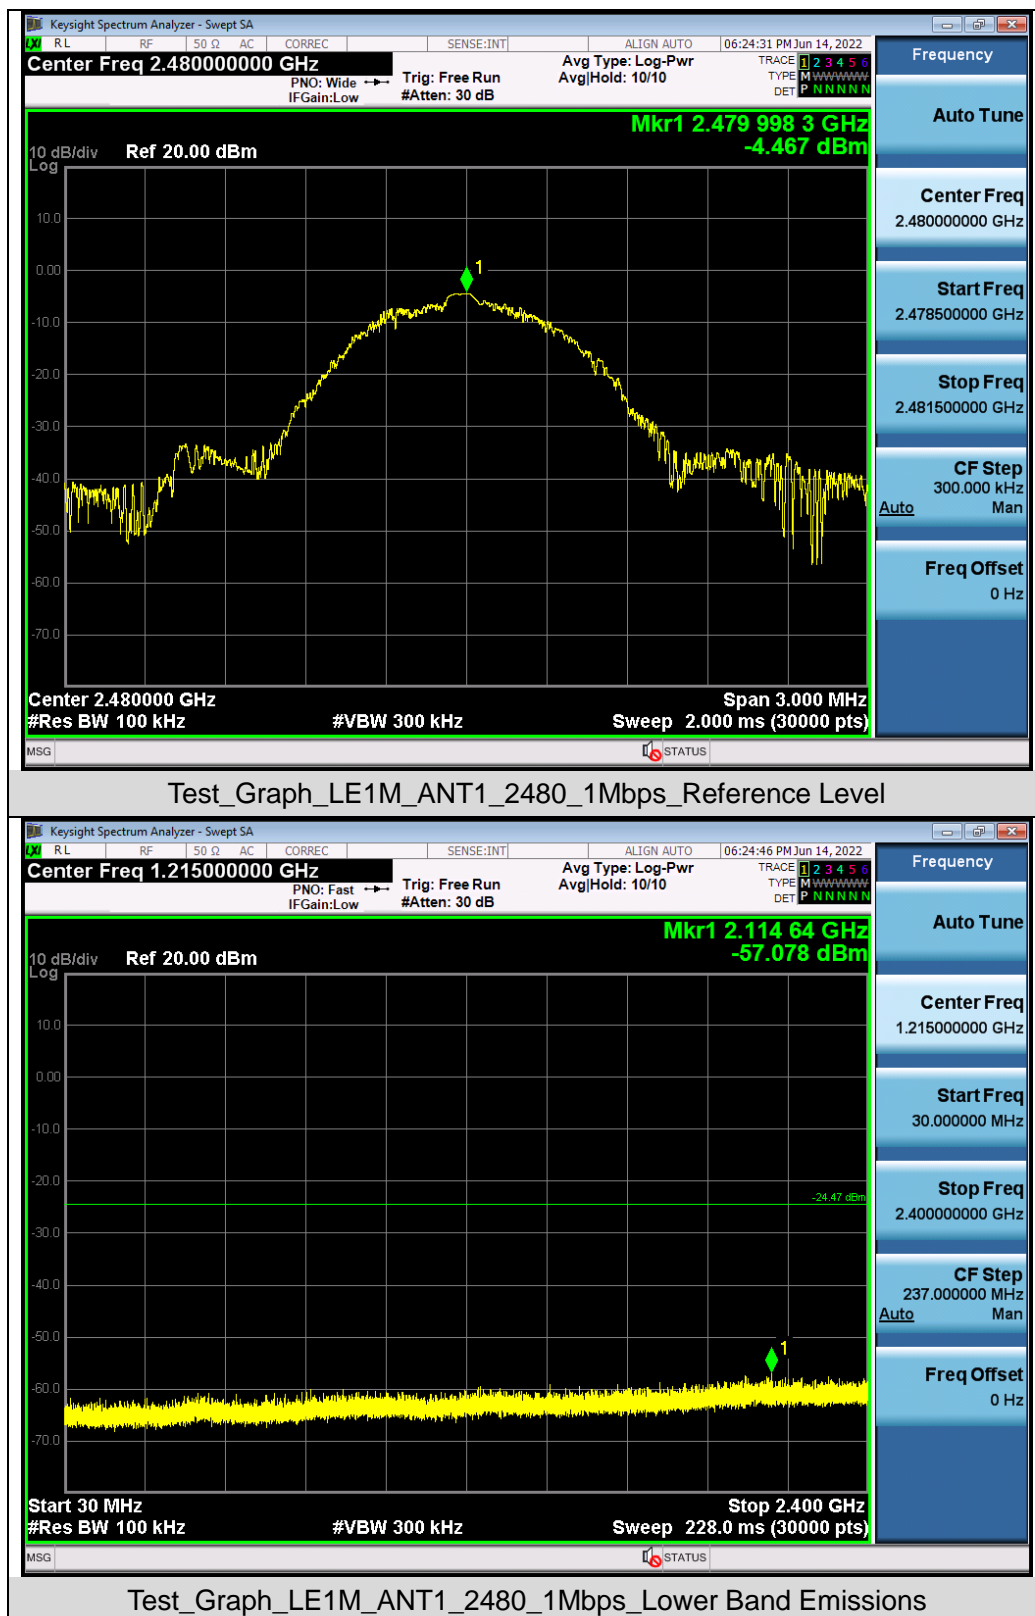 Keysight Spectrum Analyzer - Swept SA
LXI RL RF 50 Ω AC CORREC SENSE:INT ALIGN AUTO 06:24:31 PM Jun 14, 2022
Center Freq 2.480000000 GHz
PNO: Wide
IFGain:Low
Trig: Free Run
#Atten: 30 dB
Avg Type: Log-Pwr
Avg|Hold: 10/10
TRACE 1 2 3 4 5 6
TYPE M W W W W W
DET P N N N N N
Mkr1 2.479 998 3 GHz
-4.467 dBm
10 dB/div Ref 20.00 dBm
Log
1
10.0
0.00
-10.0
-20.0
-30.0
-40.0
-50.0
-60.0
-70.0
Center 2.480000 GHz Span 3.000 MHz
#Res BW 100 kHz #VBW 300 kHz Sweep 2.000 ms (30000 pts)
MSG STATUS
Frequency
Auto Tune
Center Freq
2.480000000 GHz
Start Freq
2.478500000 GHz
Stop Freq
2.481500000 GHz
CF Step
300.000 kHz
Auto Man
Freq Offset
0 Hz
Test_Graph_LE1M_ANT1_2480_1Mbps_Reference Level
Keysight Spectrum Analyzer - Swept SA
LXI RL RF 50 Ω AC CORREC SENSE:INT ALIGN AUTO 06:24:46 PM Jun 14, 2022
Center Freq 1.215000000 GHz
PNO: Fast
IFGain:Low
Trig: Free Run
#Atten: 30 dB
Avg Type: Log-Pwr
Avg|Hold: 10/10
TRACE 1 2 3 4 5 6
TYPE M W W W W W
DET P N N N N N
Mkr1 2.114 64 GHz
-57.078 dBm
10 dB/div Ref 20.00 dBm
Log
10.0
0.00
-10.0
-20.0
-24.47 dBm
-30.0
-40.0
-50.0
1
-60.0
-70.0
Start 30 MHz Stop 2.400 GHz
#Res BW 100 kHz #VBW 300 kHz Sweep 228.0 ms (30000 pts)
MSG STATUS
Frequency
Auto Tune
Center Freq
1.215000000 GHz
Start Freq
30.000000 MHz
Stop Freq
2.400000000 GHz
CF Step
237.000000 MHz
Auto Man
Freq Offset
0 Hz
Test_Graph_LE1M_ANT1_2480_1Mbps_Lower Band Emissions